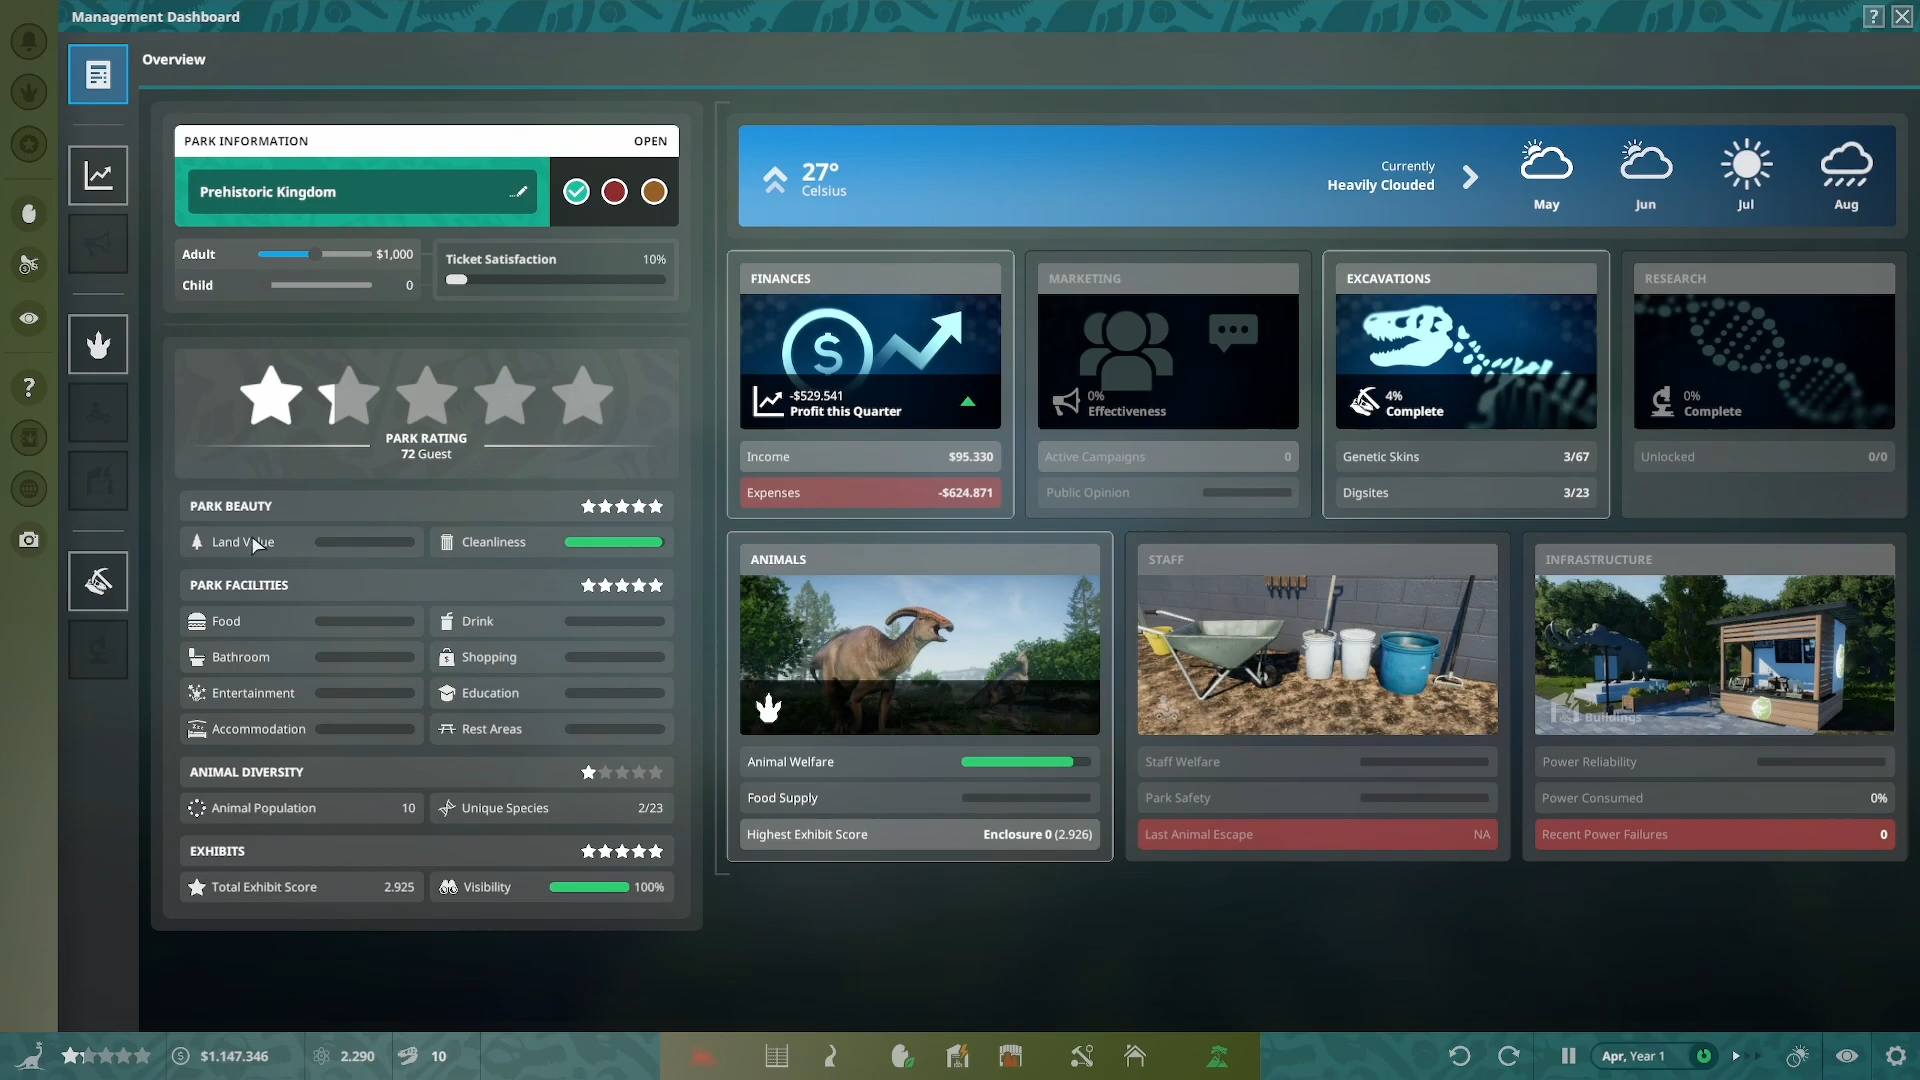 Management Dashboard
?
Overview
PARK INFORMATION OPEN
Prehistoric Kingdom
Adult $1,000
Child 0
Ticket Satisfaction 10%
27°
Celsius
Currently
Heavily Clouded
May Jun Jul Aug
PARK RATING
72 Guest
PARK BEAUTY
Land Value
Cleanliness
PARK FACILITIES
Food
Drink
Bathroom
Shopping
Entertainment
Education
Accommodation
Rest Areas
ANIMAL DIVERSITY
Animal Population 10
Unique Species 2/23
EXHIBITS
Total Exhibit Score 2.925
Visibility 100%
FINANCES
-$529.541
Profit this Quarter
Income $95.330
Expenses -$624.871
MARKETING
0%
Effectiveness
Active Campaigns 0
Public Opinion
EXCAVATIONS
4%
Complete
Genetic Skins 3/67
Digsites 3/23
RESEARCH
0%
Complete
Unlocked 0/0
ANIMALS
Animal Welfare
Food Supply
Highest Exhibit Score Enclosure 0 (2.926)
STAFF
Staff Welfare
Park Safety
Last Animal Escape NA
INFRASTRUCTURE
Buildings
Power Reliability
Power Consumed 0%
Recent Power Failures 0
?
$1.147.346
2.290
10
Apr, Year 1